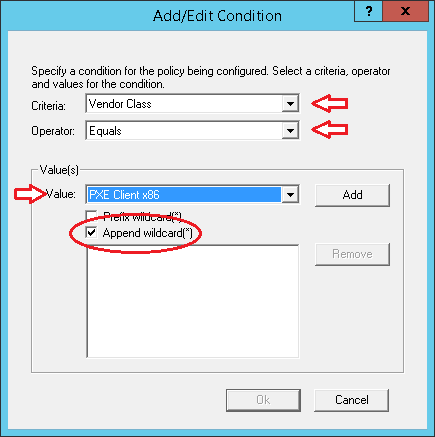 Add/Edit Condition
?
x
Specify a condition for the policy being configured. Select a criteria, operator
and values for the condition.
Criteria:
Vendor Class
Operator:
Equals
Value(s)
Value:
PXE Client x86
Add
Prefix wildcard(*)
Append wildcard(*)
Remove
Ok
Cancel